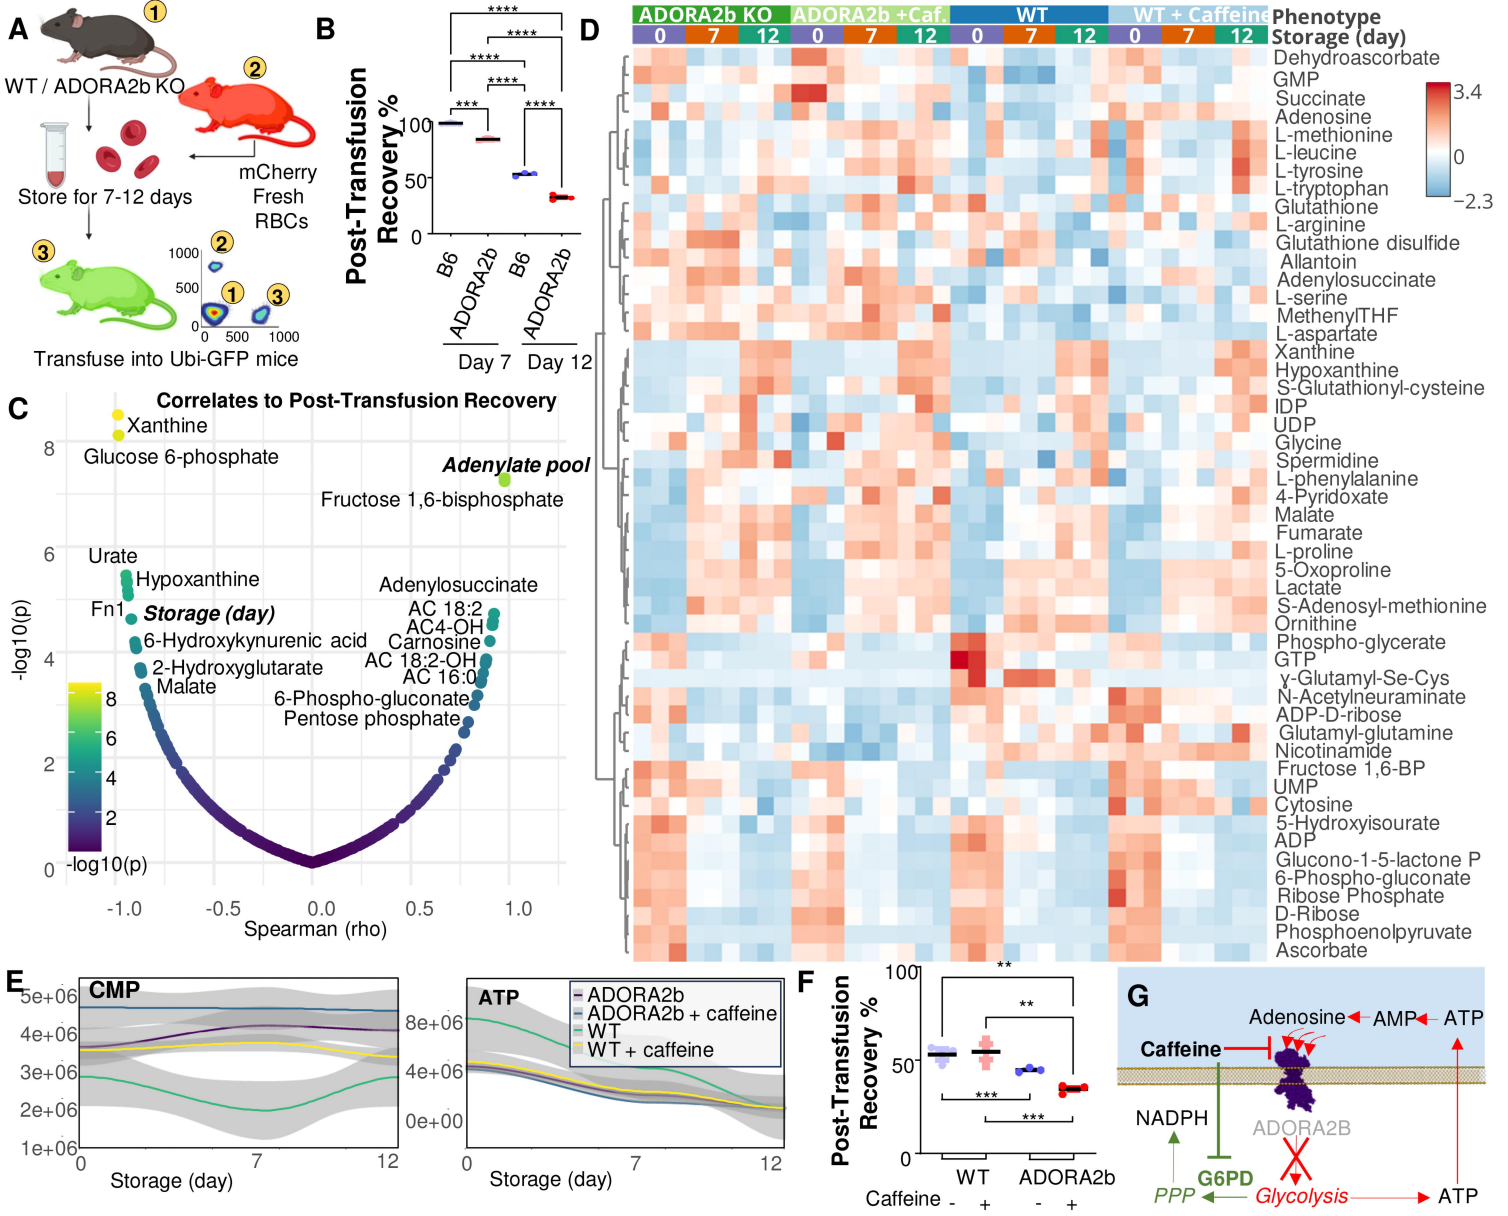 A
1
WT / ADORA2b KO
2
mCherry
Fresh
RBCs
Store for 7-12 days
3
1000
500
0
0 500 1000
2
1
3
Transfuse into Ubi-GFP mice
B
Post-Transfusion
Recovery %
****
****
****
****
*** ****
100
50
0
B6
ADORA2b
B6
ADORA2b
Day 7
Day 12
C
Correlates to Post-Transfusion Recovery
Xanthine
Glucose 6-phosphate
Adenylate pool
Fructose 1,6-bisphosphate
Urate
Hypoxanthine
Fn1
Storage (day)
6-Hydroxykynurenic acid
2-Hydroxyglutarate
Malate
Adenylosuccinate
AC 18:2
AC4-OH
Carnosine
AC 18:2-OH
AC 16:0
6-Phospho-gluconate
Pentose phosphate
-log10(p)
8
6
4
2
0
8
6
4
2
-log10(p)
-1.0 -0.5 0.0 0.5 1.0
Spearman (rho)
D
ADORA2b KO ADORA2b +Caf. WT WT + Caffeine
Phenotype
0 7 12 0 7 12 0 7 12 0 7 12
Storage (day)
3.4
0
−2.3
Dehydroascorbate
GMP
Succinate
Adenosine
L-methionine
L-leucine
L-tyrosine
L-tryptophan
Glutathione
L-arginine
Glutathione disulfide
Allantoin
Adenylosuccinate
L-serine
MethenylTHF
L-aspartate
Xanthine
Hypoxanthine
S-Glutathionyl-cysteine
IDP
UDP
Glycine
Spermidine
L-phenylalanine
4-Pyridoxate
Malate
Fumarate
L-proline
5-Oxoproline
Lactate
S-Adenosyl-methionine
Ornithine
Phospho-glycerate
GTP
γ-Glutamyl-Se-Cys
N-Acetylneuraminate
ADP-D-ribose
Glutamyl-glutamine
Nicotinamide
Fructose 1,6-BP
UMP
Cytosine
5-Hydroxyisourate
ADP
Glucono-1-5-lactone P
6-Phospho-gluconate
Ribose Phosphate
D-Ribose
Phosphoenolpyruvate
Ascorbate
E
CMP
5e+06
4e+06
3e+06
2e+06
1e+06
0 7 12
Storage (day)
ATP
ADORA2b
ADORA2b + caffeine
WT
WT + caffeine
8e+06
4e+06
0e+00
0 7 12
Storage (day)
F
Post-Transfusion
Recovery %
100
50
0
**
**
***
***
WT ADORA2b
Caffeine - + - +
G
Adenosine AMP ATP
Caffeine
NADPH
ADORA2B
G6PD
PPP Glycolysis ATP